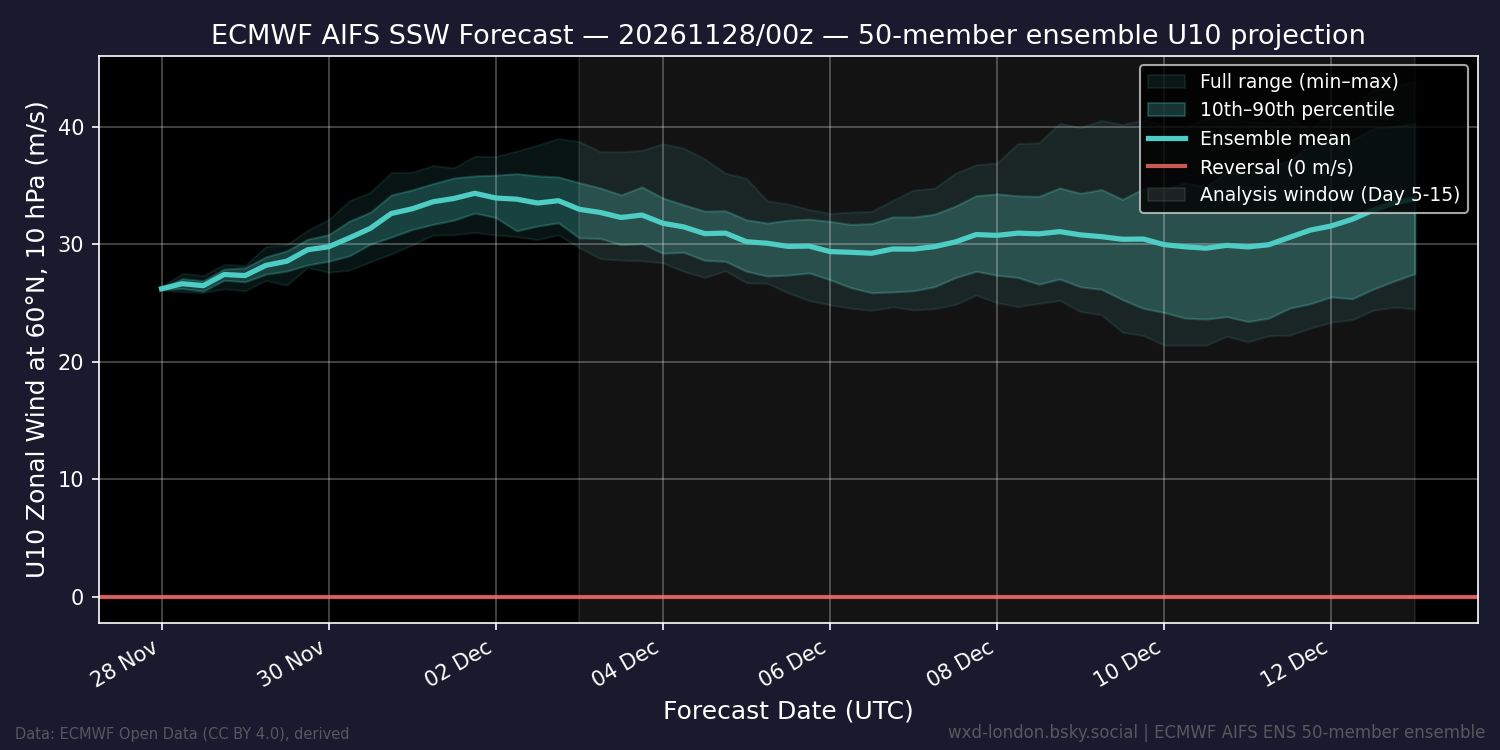 ECMWF AIFS SSW Forecast — 20261128/00z — 50-member ensemble U10 projection
Full range (min–max)
10th–90th percentile
Ensemble mean
Reversal (0 m/s)
Analysis window (Day 5-15)
U10 Zonal Wind at 60°N, 10 hPa (m/s)
40
30
20
10
0
28 Nov
30 Nov
02 Dec
04 Dec
06 Dec
08 Dec
10 Dec
12 Dec
Forecast Date (UTC)
Data: ECMWF Open Data (CC BY 4.0), derived
wxd-london.bsky.social | ECMWF AIFS ENS 50-member ensemble